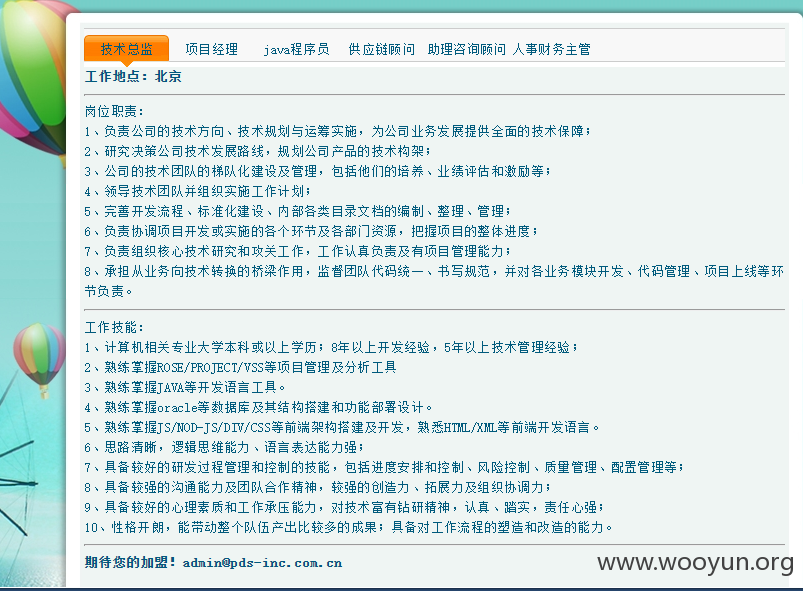 技术总监 项目经理 java程序员 供应链顾问 助理咨询顾问 人事财务主管
工作地点：北京
岗位职责：
1、负责公司的技术方向、技术规划与运筹实施，为公司业务发展提供全面的技术保障；
2、研究决策公司技术发展路线，规划公司产品的技术构架；
3、公司的技术团队的梯队化建设及管理，包括他们的培养、业绩评估和激励等；
4、领导技术团队并组织实施工作计划；
5、完善开发流程、标准化建设、内部各类目录文档的编制、整理、管理；
6、负责协调项目开发或实施的各个环节及各部门资源，把握项目的整体进度；
7、负责组织核心技术研究和攻关工作，工作认真负责及有项目管理能力；
8、承担从业务向技术转换的桥梁作用，监督团队代码统一、书写规范，并对各业务模块开发、代码管理、项目上线等环
节负责。
工作技能：
1、计算机相关专业大学本科或以上学历；8年以上开发经验，5年以上技术管理经验；
2、熟练掌握ROSE/PROJECT/VSS等项目管理及分析工具
3、熟练掌握JAVA等开发语言工具。
4、熟练掌握oracle等数据库及其结构搭建和功能部署设计。
5、熟练掌握JS/NOD-JS/DIV/CSS等前端架构搭建及开发，熟悉HTML/XML等前端开发语言。
6、思路清晰，逻辑思维能力、语言表达能力强；
7、具备较好的研发过程管理和控制的技能，包括进度安排和控制、风险控制、质量管理、配置管理等；
8、具备较强的沟通能力及团队合作精神，较强的创造力、拓展力及组织协调力；
9、具备较好的心理素质和工作承压能力，对技术富有钻研精神，认真、踏实，责任心强；
10、性格开朗，能带动整个队伍产出比较多的成果；具备对工作流程的塑造和改造的能力。
期待您的加盟！admin@pds-inc.com.cn
www.wooyun.org